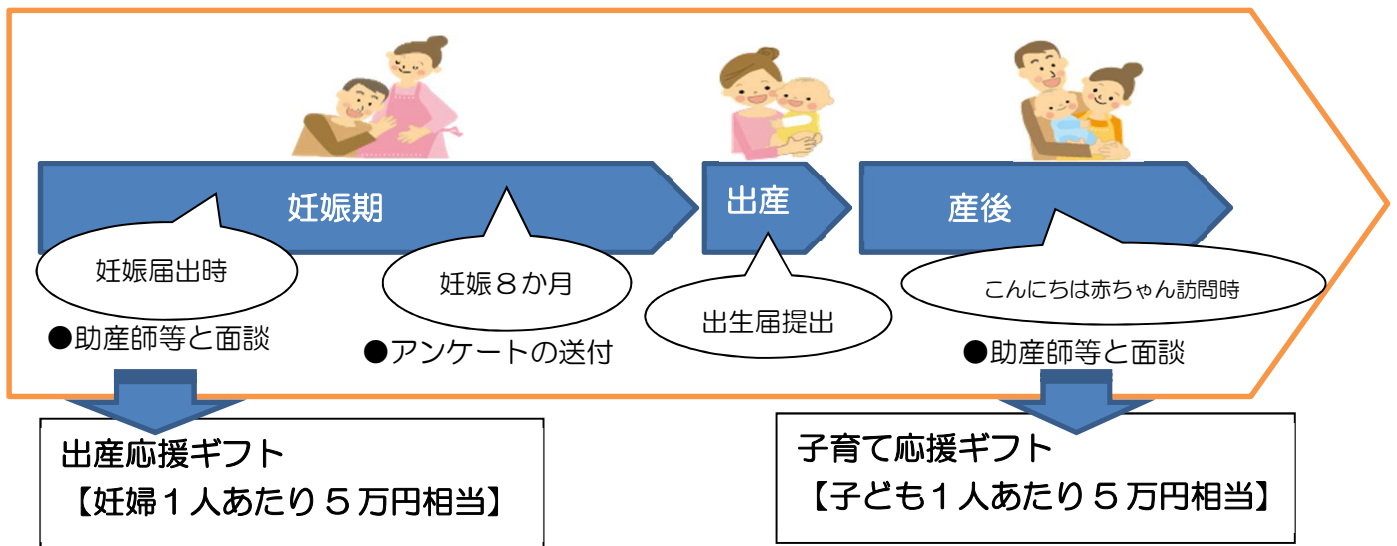 妊娠期
出産
産後
妊娠届出時
妊娠８か月
出生届提出
こんにちは赤ちゃん訪問時
●助産師等と面談
●アンケートの送付
●助産師等と面談
出産応援ギフト
【妊婦１人あたり５万円相当】
子育て応援ギフト
【子ども１人あたり５万円相当】